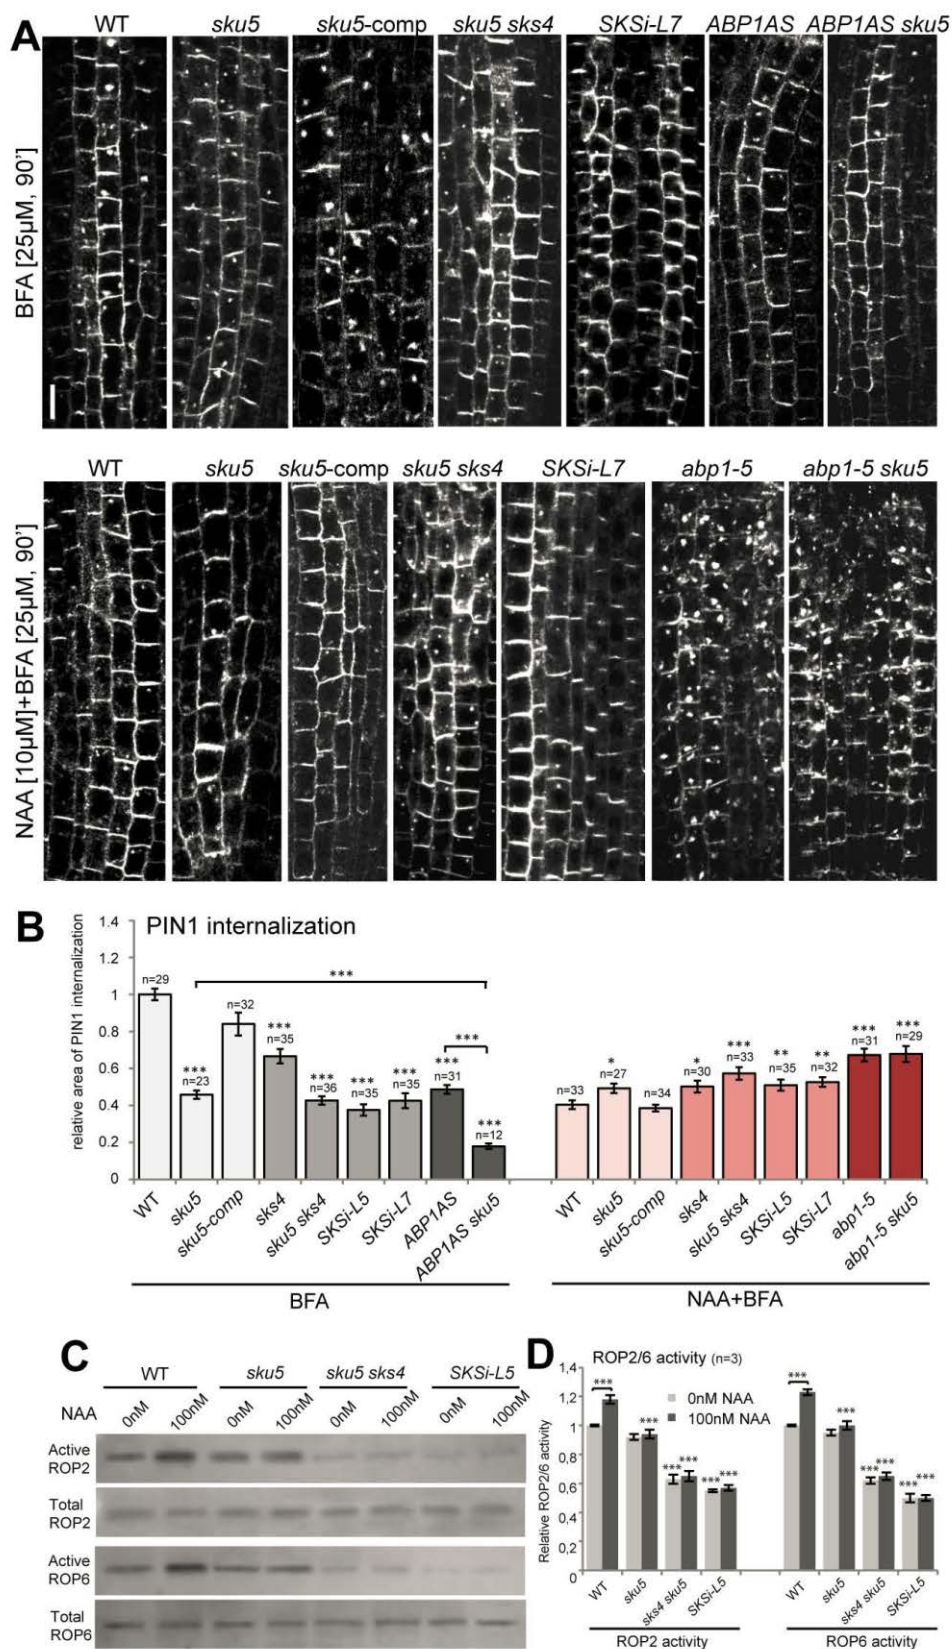 A
WT sku5 sku5-comp sku5 sks4 SKSi-L7 ABP1AS ABP1AS sku5
BFA [25µM, 90']
WT sku5 sku5-comp sku5 sks4 SKSi-L7 abp1-5 abp1-5 sku5
NAA [10µM]+BFA [25µM, 90']
B
PIN1 internalization
relative area of PIN1 internalization
1.4
1.2
1
0.8
0.6
0.4
0.2
0
n=29
***
n=23
n=32
***
n=35
***
n=36
***
n=35
***
n=35
***
n=31
***
n=12
***
***
n=33
*
n=27
n=34
*
n=30
***
n=33
**
n=35
**
n=32
***
n=31
***
n=29
WT sku5 sku5-comp sks4 sku5 sks4 SKSi-L5 SKSi-L7 ABP1AS ABP1AS sku5
BFA
WT sku5 sku5-comp sks4 sku5 sks4 SKSi-L5 SKSi-L7 abp1-5 abp1-5 sku5
NAA+BFA
C
WT sku5 sku5 sks4 SKSi-L5
NAA 0nM 100nM 0nM 100nM 0nM 100nM 0nM 100nM
Active
ROP2
Total
ROP2
Active
ROP6
Total
ROP6
D
ROP2/6 activity (n=3)
0nM NAA
100nM NAA
Relative ROP2/6 activity
1,4
1,2
1
0,8
0,6
0,4
0,2
0
*** *** *** *** *** ***
*** *** *** *** *** ***
WT sku5 sks4 sku5 SKSi-L5
ROP2 activity
WT sku5 sks4 sku5 SKSi-L5
ROP6 activity